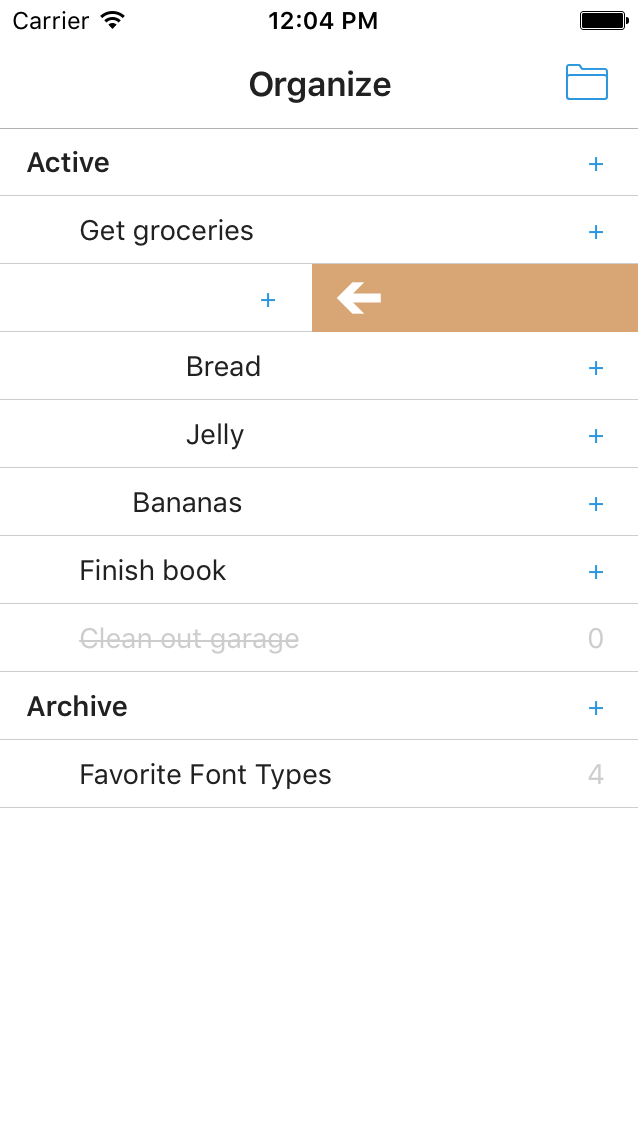 Carrier 12:04 PM
Organize
Active +
Get groceries +
+
Bread +
Jelly +
Bananas +
Finish book +
Clean out garage 0
Archive +
Favorite Font Types 4